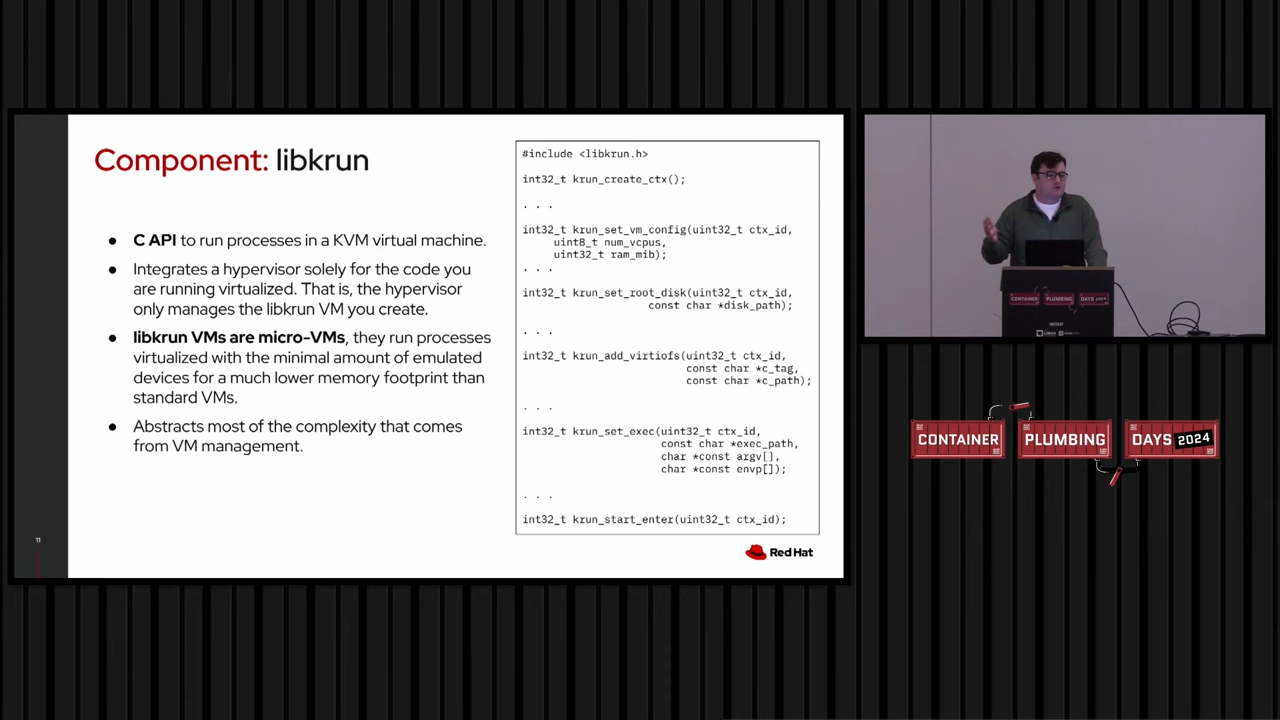 Component: libkrun
● C API to run processes in a KVM virtual machine.
● Integrates a hypervisor solely for the code you
are running virtualized. That is, the hypervisor
only manages the libkrun VM you create.
● libkrun VMs are micro-VMs, they run processes
virtualized with the minimal amount of emulated
devices for a much lower memory footprint than
standard VMs.
● Abstracts most of the complexity that comes
from VM management.
#include <libkrun.h>
int32_t krun_create_ctx();
. . .
int32_t krun_set_vm_config(uint32_t ctx_id,
uint8_t num_vcpus,
uint32_t ram_mib);
. . .
int32_t krun_set_root_disk(uint32_t ctx_id,
const char *disk_path);
. . .
int32_t krun_add_virtiofs(uint32_t ctx_id,
const char *c_tag,
const char *c_path);
. . .
int32_t krun_set_exec(uint32_t ctx_id,
const char *exec_path,
char *const argv[],
char *const envp[]);
. . .
int32_t krun_start_enter(uint32_t ctx_id);
11
Red Hat
CONTAINER PLUMBING DAYS 2024
CONTAINER PLUMBING DAYS 2024